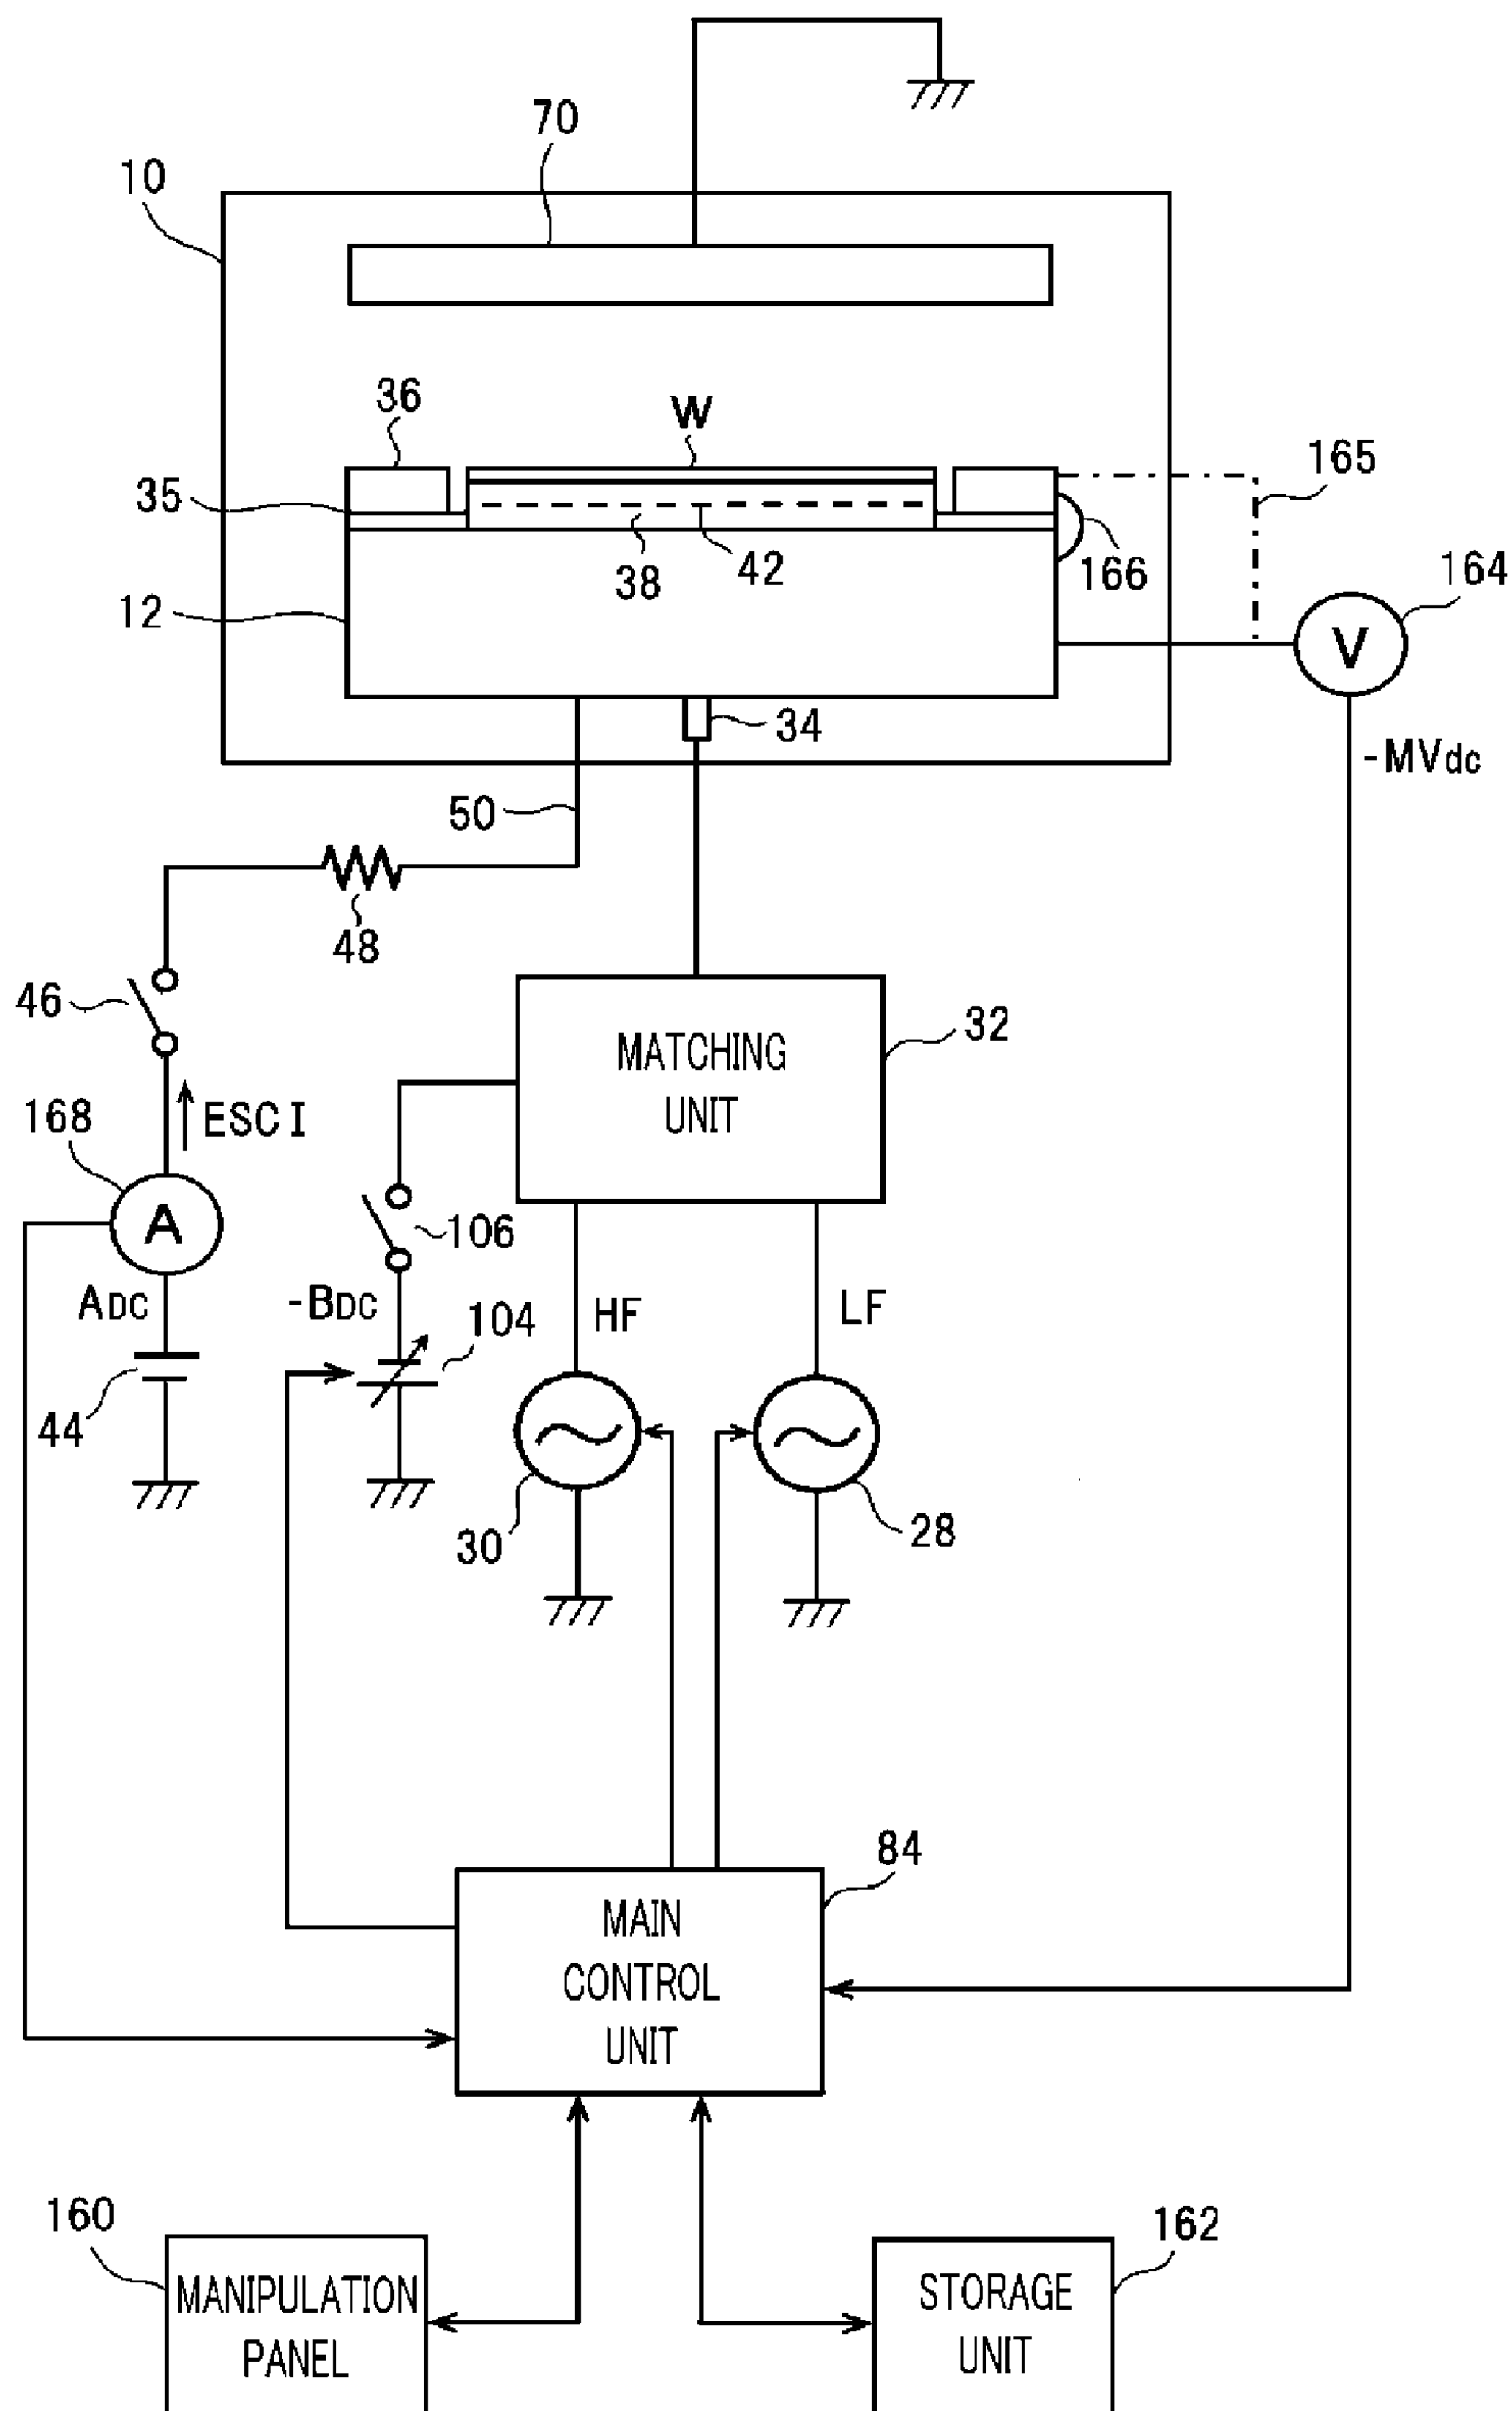 70
10
36
W
165
35
38
42
166
164
12
V
34
-MVdc
50
48
46
32
MATCHING
UNIT
168
ESCI
A
106
ADC
-BDC
104
HF
LF
44
30
28
84
MAIN
CONTROL
UNIT
160
162
MANIPULATION
PANEL
STORAGE
UNIT